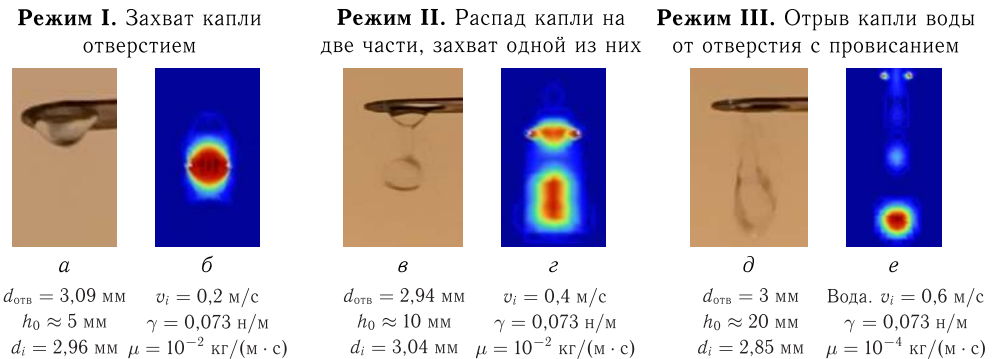 Режим I. Захват капли
отверстием
Режим II. Распад капли на
две части, захват одной из них
Режим III. Отрыв капли воды
от отверстия с провисанием
а
б
в
г
д
е
dотв = 3,09 мм
h0 ≈ 5 мм
di = 2,96 мм
vi = 0,2 м/с
γ = 0,073 н/м
μ = 10⁻² кг/(м · с)
dотв = 2,94 мм
h0 ≈ 10 мм
di = 3,04 мм
vi = 0,4 м/с
γ = 0,073 н/м
μ = 10⁻² кг/(м · с)
dотв = 3 мм
h0 ≈ 20 мм
di = 2,85 мм
Вода. vi = 0,6 м/с
γ = 0,073 н/м
μ = 10⁻⁴ кг/(м · с)